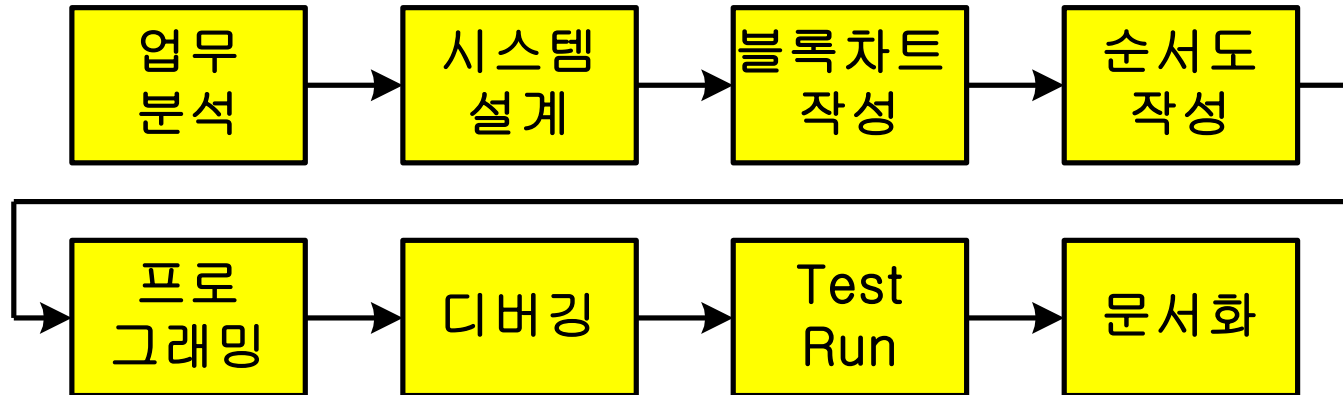 업무
분석
시스템
설계
블록차트
작성
순서도
작성
프로
그래밍
디버깅
Test
Run
문서화